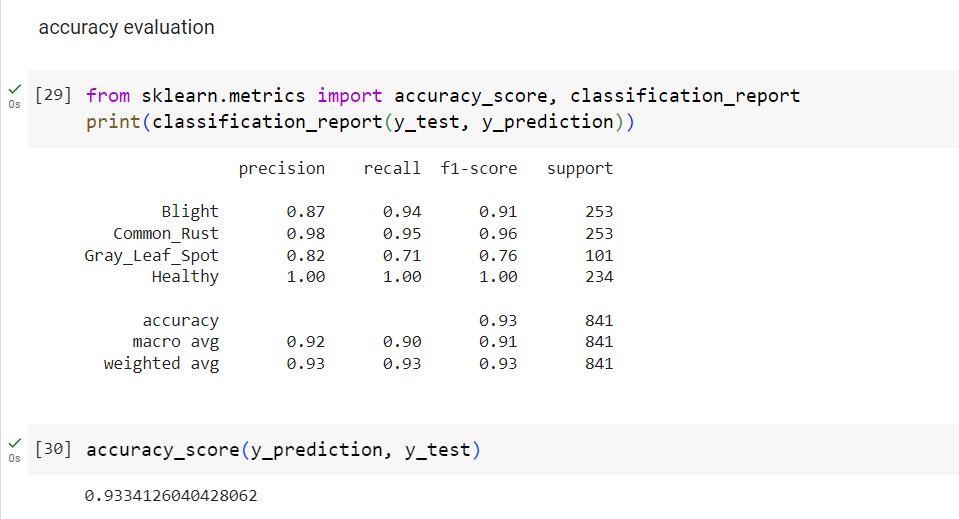 accuracy evaluation
0s [29] from sklearn.metrics import accuracy_score, classification_report
print(classification_report(y_test, y_prediction))
precision recall f1-score support
Blight 0.87 0.94 0.91 253
Common_Rust 0.98 0.95 0.96 253
Gray_Leaf_Spot 0.82 0.71 0.76 101
Healthy 1.00 1.00 1.00 234
accuracy 0.93 841
macro avg 0.92 0.90 0.91 841
weighted avg 0.93 0.93 0.93 841
0s [30] accuracy_score(y_prediction, y_test)
0.9334126040428062